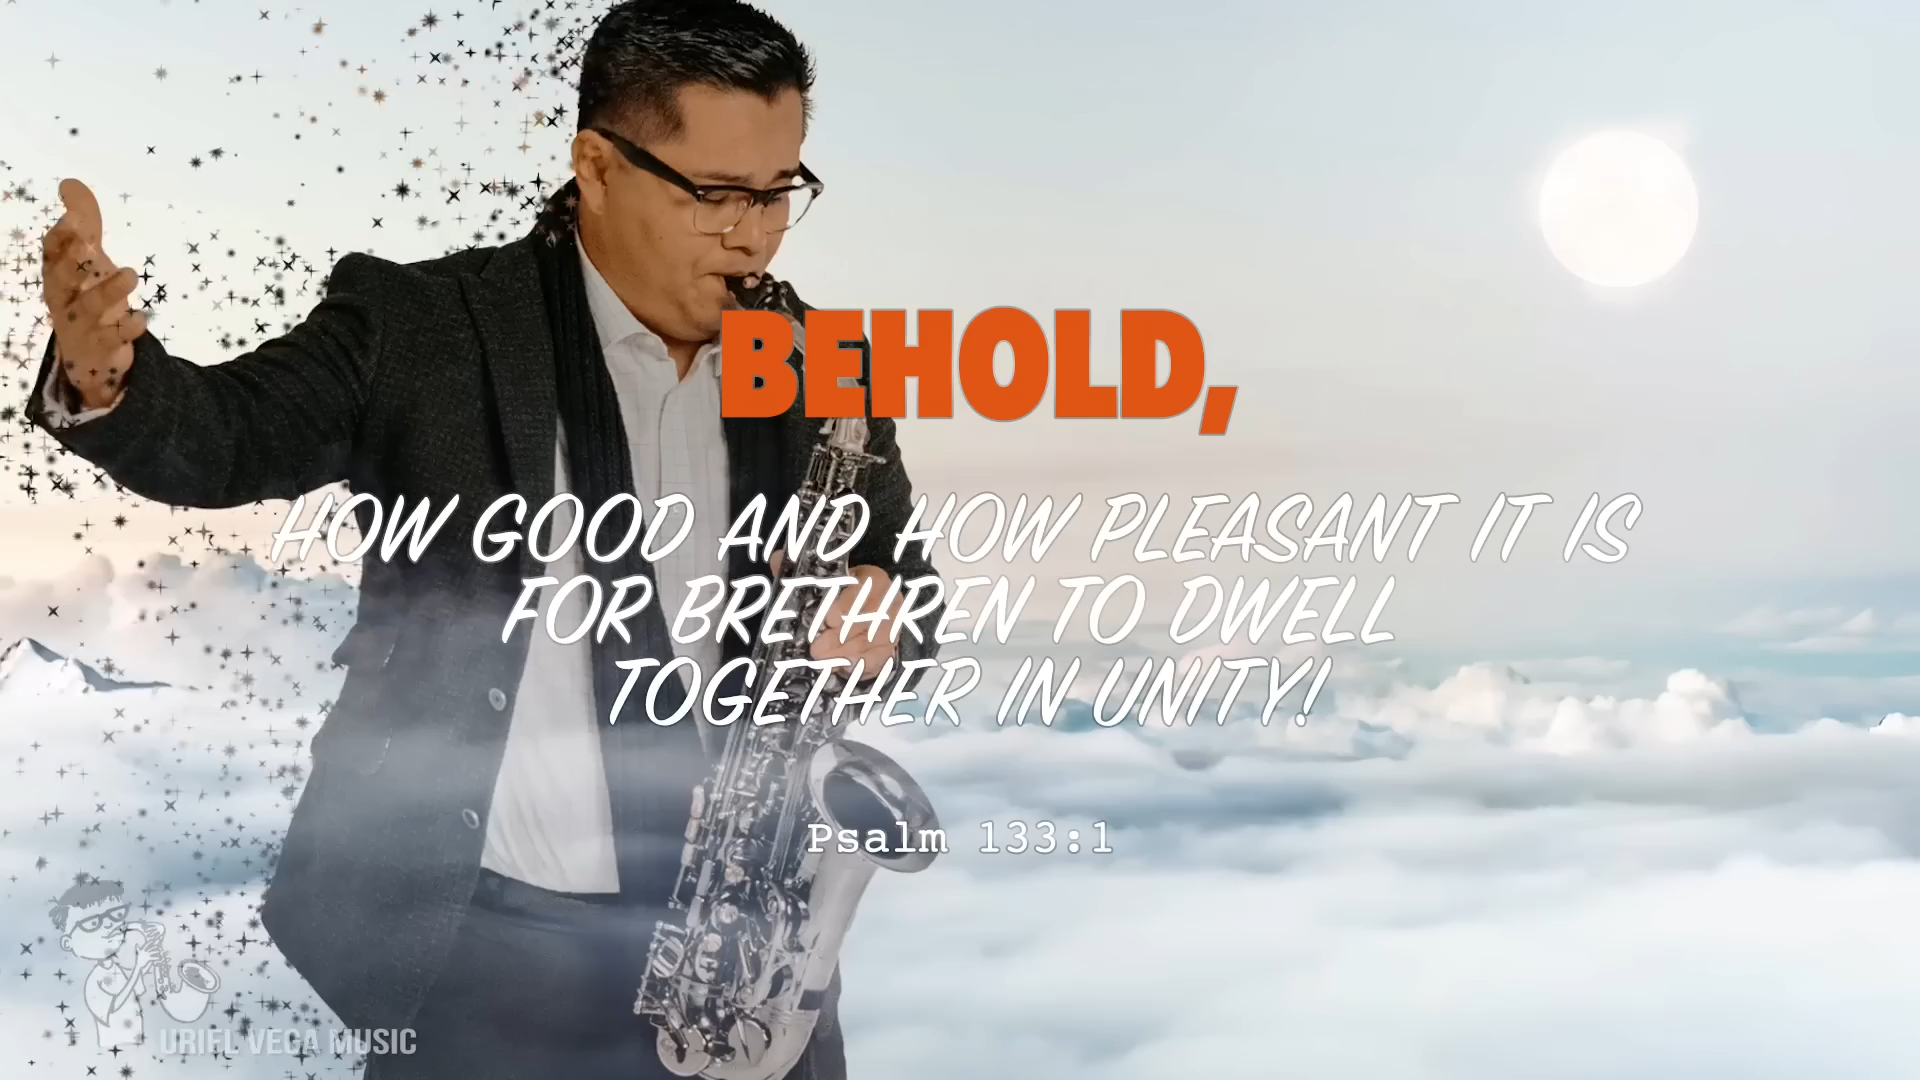 BEHOLD,
HOW GOOD AND HOW PLEASANT IT IS
FOR BRETHREN TO DWELL
TOGETHER IN UNITY!
Psalm 133:1
URIEL VEGA MUSIC